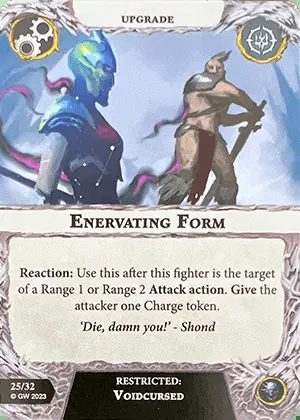 UPGRADE
ENERVATING FORM
Reaction: Use this after this fighter is the target
of a Range 1 or Range 2 Attack action. Give the
attacker one Charge token.
‘Die, damn you!’ - Shond
25/32
© GW 2023
RESTRICTED:
VOIDCURSED